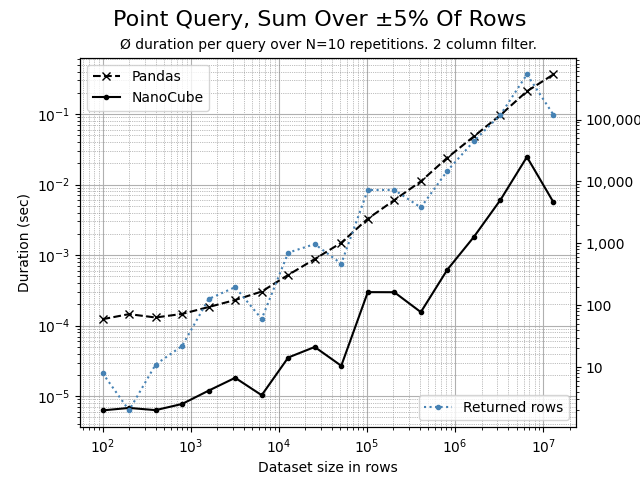 Point Query, Sum Over ±5% Of Rows
Ø duration per query over N=10 repetitions. 2 column filter.
Pandas
NanoCube
Duration (sec)
10⁻¹
10⁻²
10⁻³
10⁻⁴
10⁻⁵
100,000
10,000
1,000
100
10
Returned rows
10² 10³ 10⁴ 10⁵ 10⁶ 10⁷
Dataset size in rows